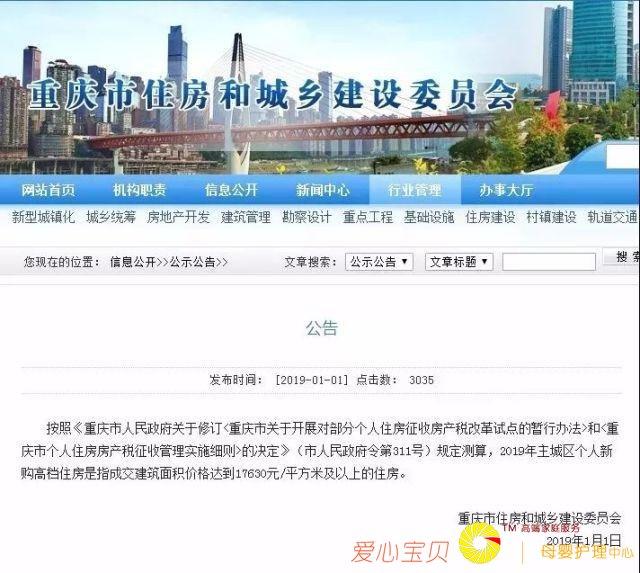 重庆市住房和城乡建设委员会
网站首页 机构职责 信息公开 新闻中心 行业管理 办事大厅
新型城镇化 城乡统筹 房地产开发 建筑管理 勘察设计 重点工程 基础设施 住房建设 村镇建设 轨道交通
您现在的位置： 信息公开>>公示公告>> 文章搜索： 公示公告 ▼ 文章标题 ▼ 搜
公告
发布时间： [2019-01-01] 点击数： 3035
按照《重庆市人民政府关于修订<重庆市关于开展对部分个人住房征收房产税改革试点的暂行办法>和<重
庆市个人住房房产税征收管理实施细则>的决定》（市人民政府令第311号）规定测算，2019年主城区个人新
购高档住房是指成交建筑面积价格达到17630元/平方米及以上的住房。
重庆市住房和城乡建设委员会
TM 高端家庭服务
2019年1月1日
爱心宝贝 母婴护理中心